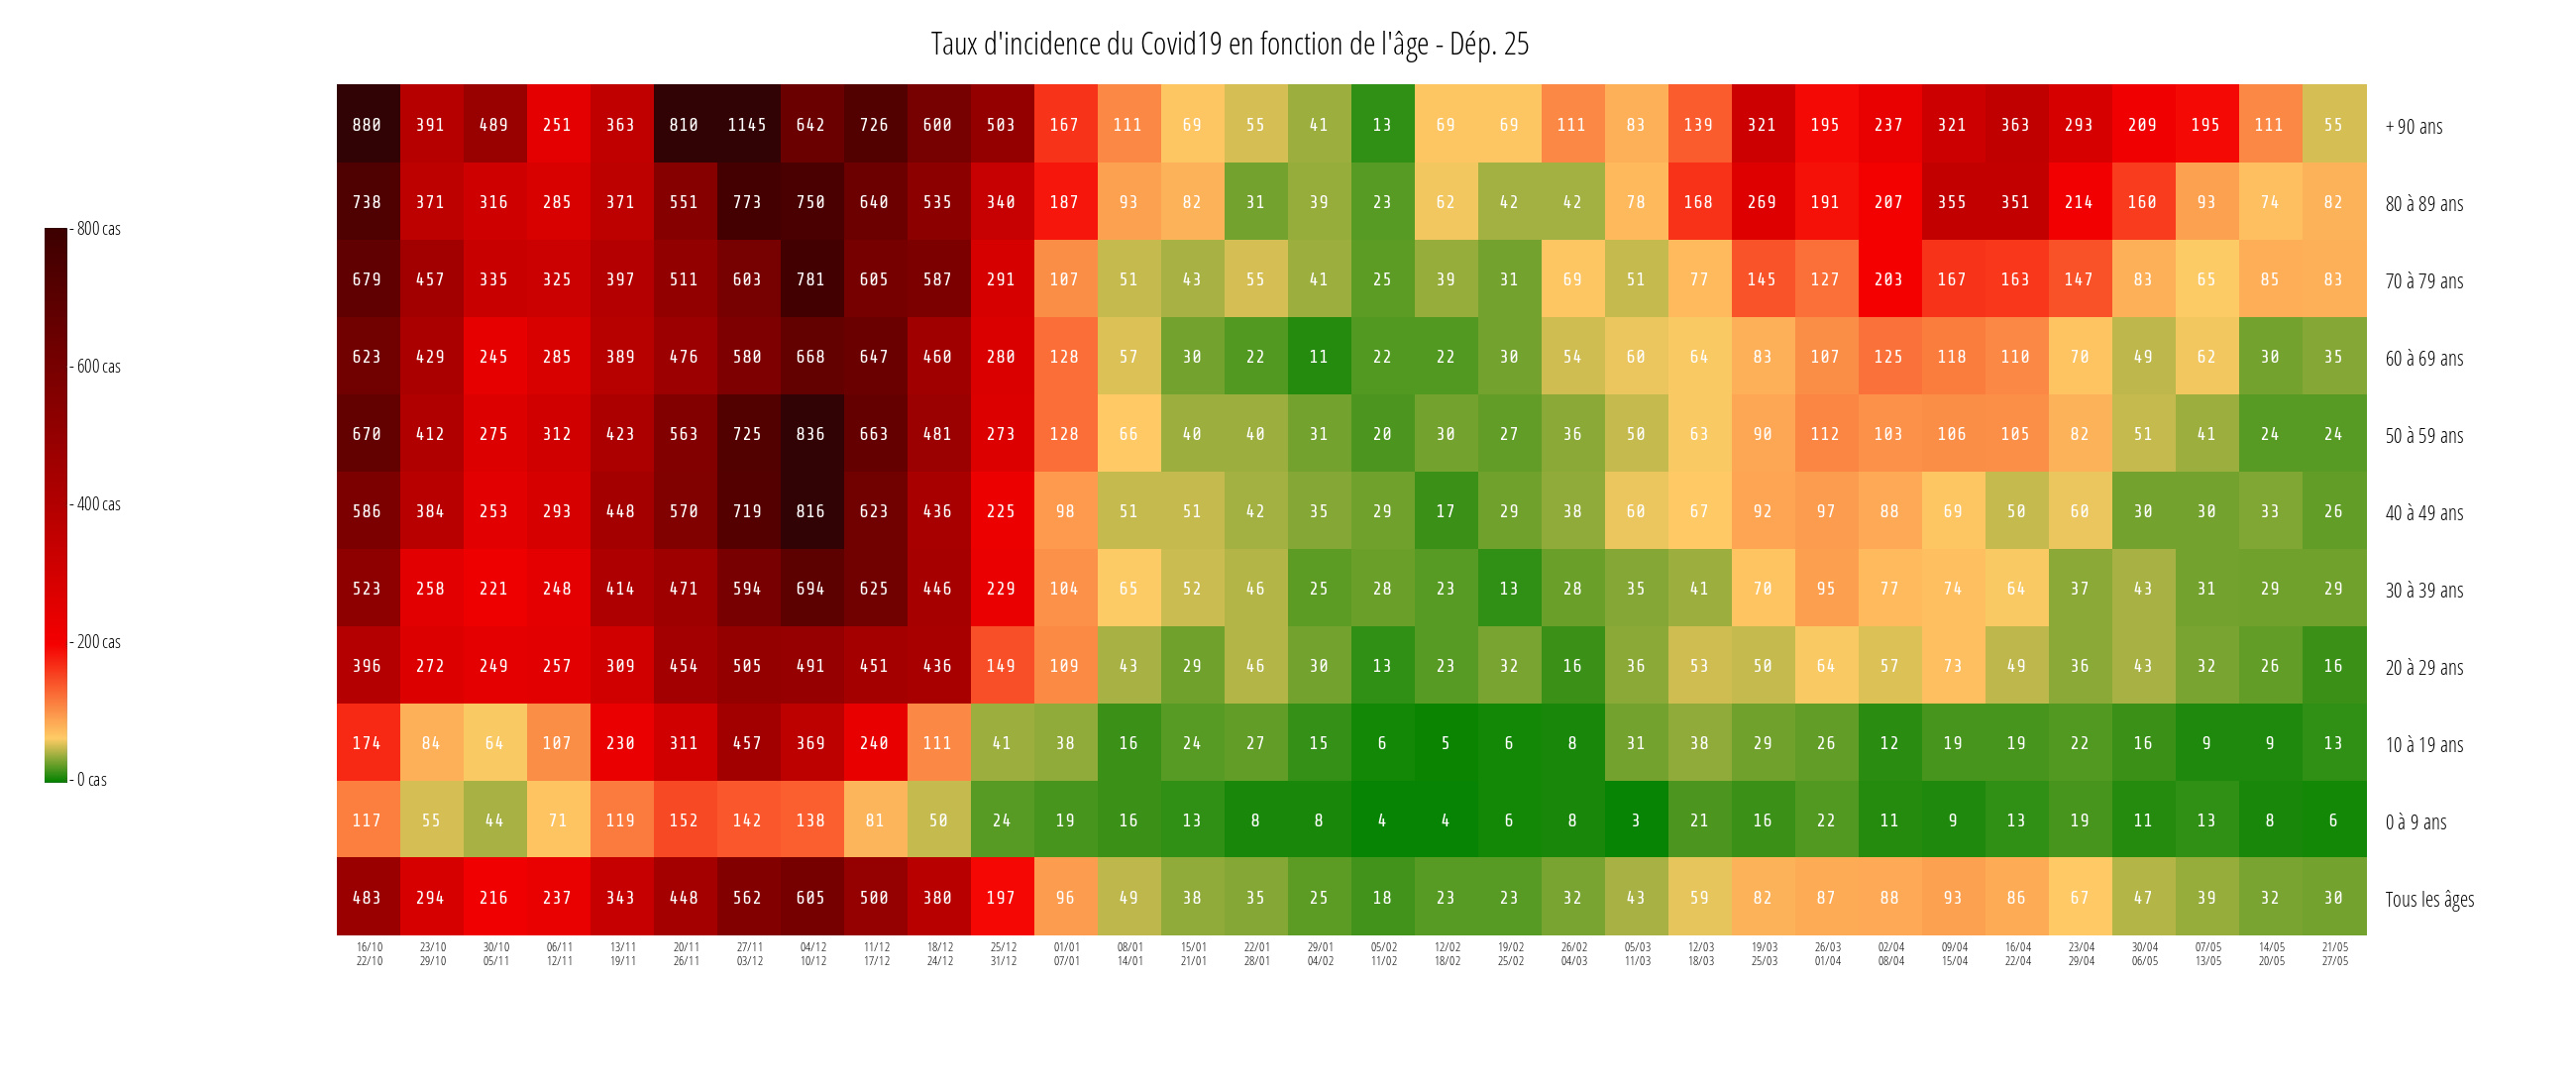 Taux d'incidence du Covid19 en fonction de l'âge - Dép. 25
- 800 cas
- 600 cas
- 400 cas
- 200 cas
- 0 cas
880 391 489 251 363 810 1145 642 726 600 503 167 111 69 55 41 13 69 69 111 83 139 321 195 237 321 363 293 209 195 111 55 + 90 ans
738 371 316 285 371 551 773 750 640 535 340 187 93 82 31 39 23 62 42 42 78 168 269 191 207 355 351 214 160 93 74 82 80 à 89 ans
679 457 335 325 397 511 603 781 605 587 291 107 51 43 55 41 25 39 31 69 51 77 145 127 203 167 163 147 83 65 85 83 70 à 79 ans
623 429 245 285 389 476 580 668 647 460 280 128 57 30 22 11 22 22 30 54 60 64 83 107 125 118 110 70 49 62 30 35 60 à 69 ans
670 412 275 312 423 563 725 836 663 481 273 128 66 40 40 31 20 30 27 36 50 63 90 112 103 106 105 82 51 41 24 24 50 à 59 ans
586 384 253 293 448 570 719 816 623 436 225 98 51 51 42 35 29 17 29 38 60 67 92 97 88 69 50 60 30 30 33 26 40 à 49 ans
523 258 221 248 414 471 594 694 625 446 229 104 65 52 46 25 28 23 13 28 35 41 70 95 77 74 64 37 43 31 29 29 30 à 39 ans
396 272 249 257 309 454 505 491 451 436 149 109 43 29 46 30 13 23 32 16 36 53 50 64 57 73 49 36 43 32 26 16 20 à 29 ans
174 84 64 107 230 311 457 369 240 111 41 38 16 24 27 15 6 5 6 8 31 38 29 26 12 19 19 22 16 9 9 13 10 à 19 ans
117 55 44 71 119 152 142 138 81 50 24 19 16 13 8 8 4 4 6 8 3 21 16 22 11 9 13 19 11 13 8 6 0 à 9 ans
483 294 216 237 343 448 562 605 500 380 197 96 49 38 35 25 18 23 23 32 43 59 82 87 88 93 86 67 47 39 32 30 Tous les âges
16/10 23/10 30/10 06/11 13/11 20/11 27/11 04/12 11/12 18/12 25/12 01/01 08/01 15/01 22/01 29/01 05/02 12/02 19/02 26/02 05/03 12/03 19/03 26/03 02/04 09/04 16/04 23/04 30/04 07/05 14/05 21/05
22/10 29/10 05/11 12/11 19/11 26/11 03/12 10/12 17/12 24/12 31/12 07/01 14/01 21/01 28/01 04/02 11/02 18/02 25/02 04/03 11/03 18/03 25/03 01/04 08/04 15/04 22/04 29/04 06/05 13/05 20/05 27/05